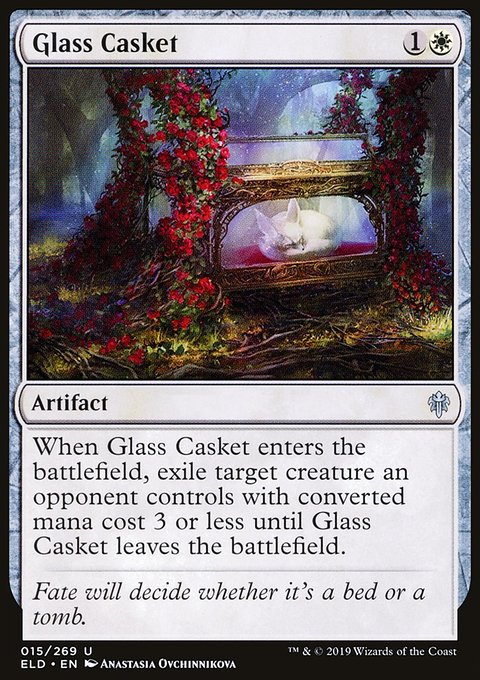 Glass Casket 1
Artifact
When Glass Casket enters the
battlefield, exile target creature an
opponent controls with converted
mana cost 3 or less until Glass
Casket leaves the battlefield.
Fate will decide whether it's a bed or a
tomb.
015/269 U
ELD • EN ANASTASIA OVCHINNIKOVA
™ & © 2019 Wizards of the Coast